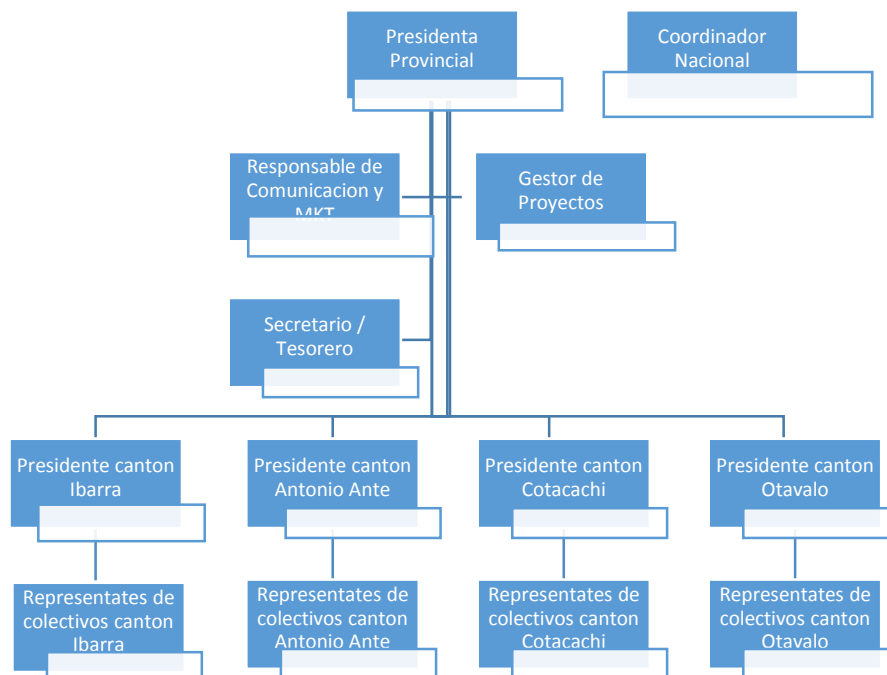 Presidenta
Provincial
Coordinador
Nacional
Responsable de
Comunicacion y
MKT
Gestor de
Proyectos
Secretario /
Tesorero
Presidente canton
Ibarra
Presidente canton
Antonio Ante
Presidente canton
Cotacachi
Presidente canton
Otavalo
Representates de
colectivos canton
Ibarra
Representates de
colectivos canton
Antonio Ante
Representates de
colectivos canton
Cotacachi
Representates de
colectivos canton
Otavalo